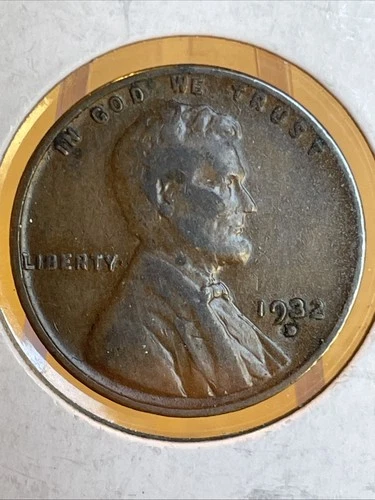 IN GOD WE TRUST
LIBERTY
1932
D